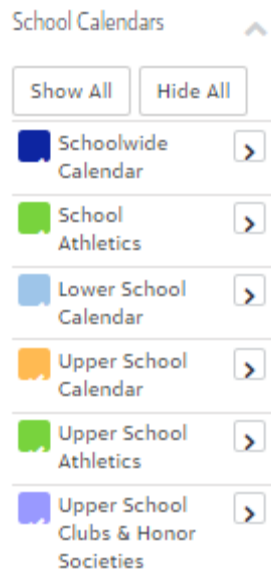 School Calendars
Show All Hide All
Schoolwide
Calendar
School
Athletics
Lower School
Calendar
Upper School
Calendar
Upper School
Athletics
Upper School
Clubs & Honor
Societies